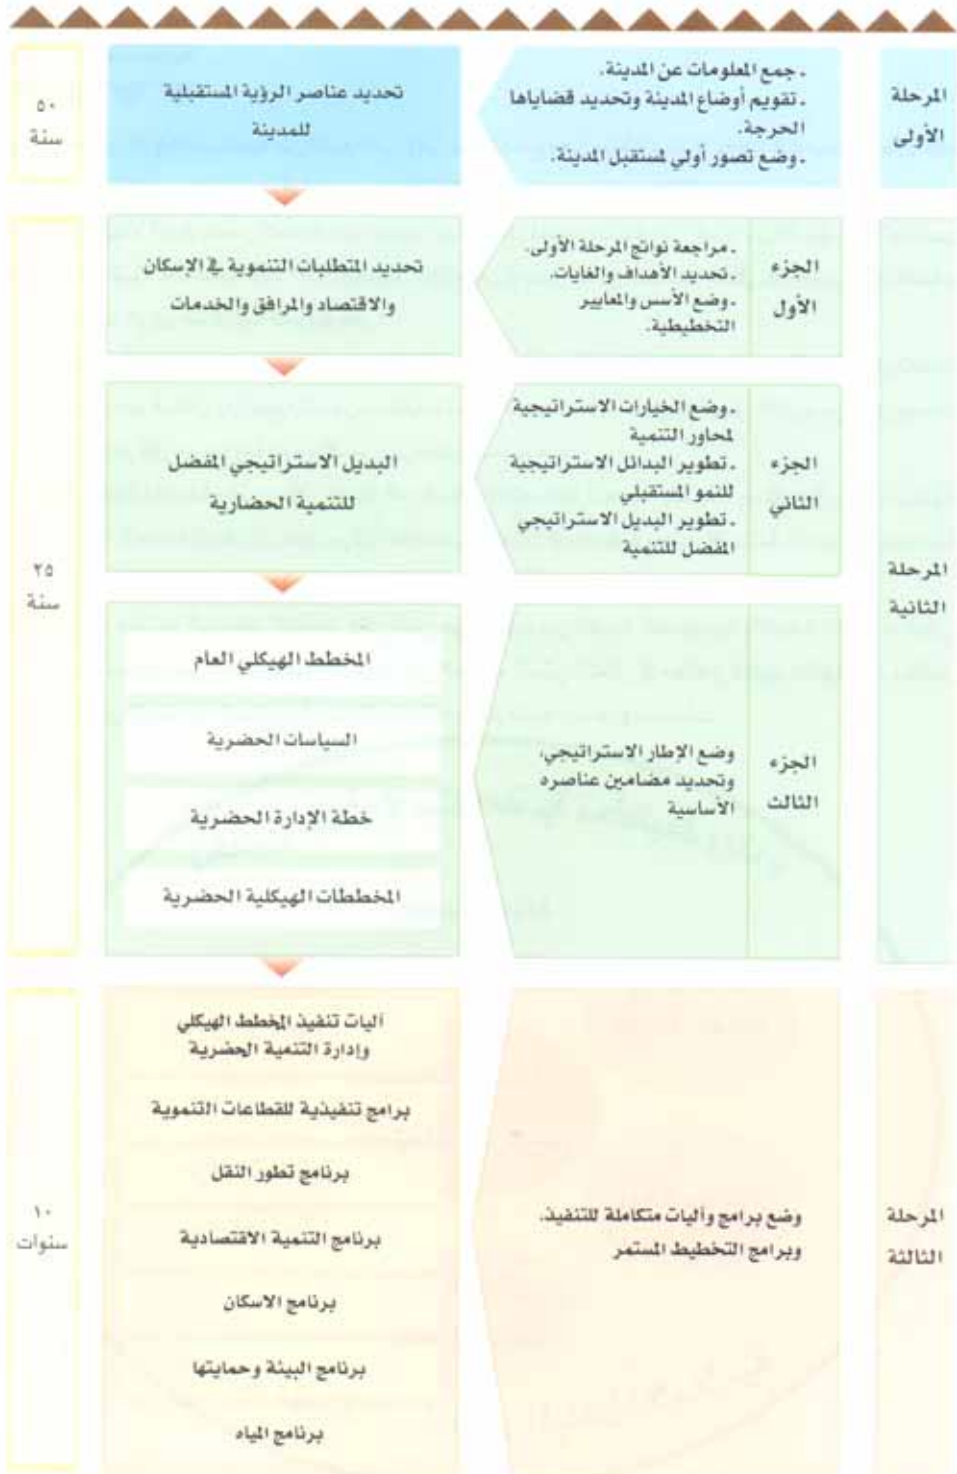 المرحلة
الأولى
. جمع المعلومات عن المدينة.
. تقويم أوضاع المدينة وتحديد قضاياها
الحرجة.
. وضع تصور أولي لمستقبل المدينة.
تحديد عناصر الرؤية المستقبلية
للمدينة
٥٠
سنة
المرحلة
الثانية
الجزء
الأول
. مراجعة نواتج المرحلة الأولى.
. تحديد الأهداف والغايات.
. وضع الأسس والمعايير
التخطيطية.
تحديد المتطلبات التنموية في الإسكان
والاقتصاد والمرافق والخدمات
الجزء
الثاني
. وضع الخيارات الاستراتيجية
لمحاور التنمية
. تطوير البدائل الاستراتيجية
للنمو المستقبلي
. تطوير البديل الاستراتيجي
المفضل للتنمية
البديل الاستراتيجي المفضل
للتنمية الحضارية
الجزء
الثالث
وضع الإطار الاستراتيجي،
وتحديد مضامين عناصره
الأساسية
المخطط الهيكلي العام
السياسات الحضرية
خطة الإدارة الحضرية
المخططات الهيكلية الحضرية
٢٥
سنة
المرحلة
الثالثة
وضع برامج وآليات متكاملة للتنفيذ.
وبرامج التخطيط المستمر
آليات تنفيذ المخطط الهيكلي
وإدارة التنمية الحضرية
برامج تنفيذية للقطاعات التنموية
برنامج تطور النقل
برنامج التنمية الاقتصادية
برنامج الاسكان
برنامج البيئة وحمايتها
برنامج المياه
١٠
سنوات